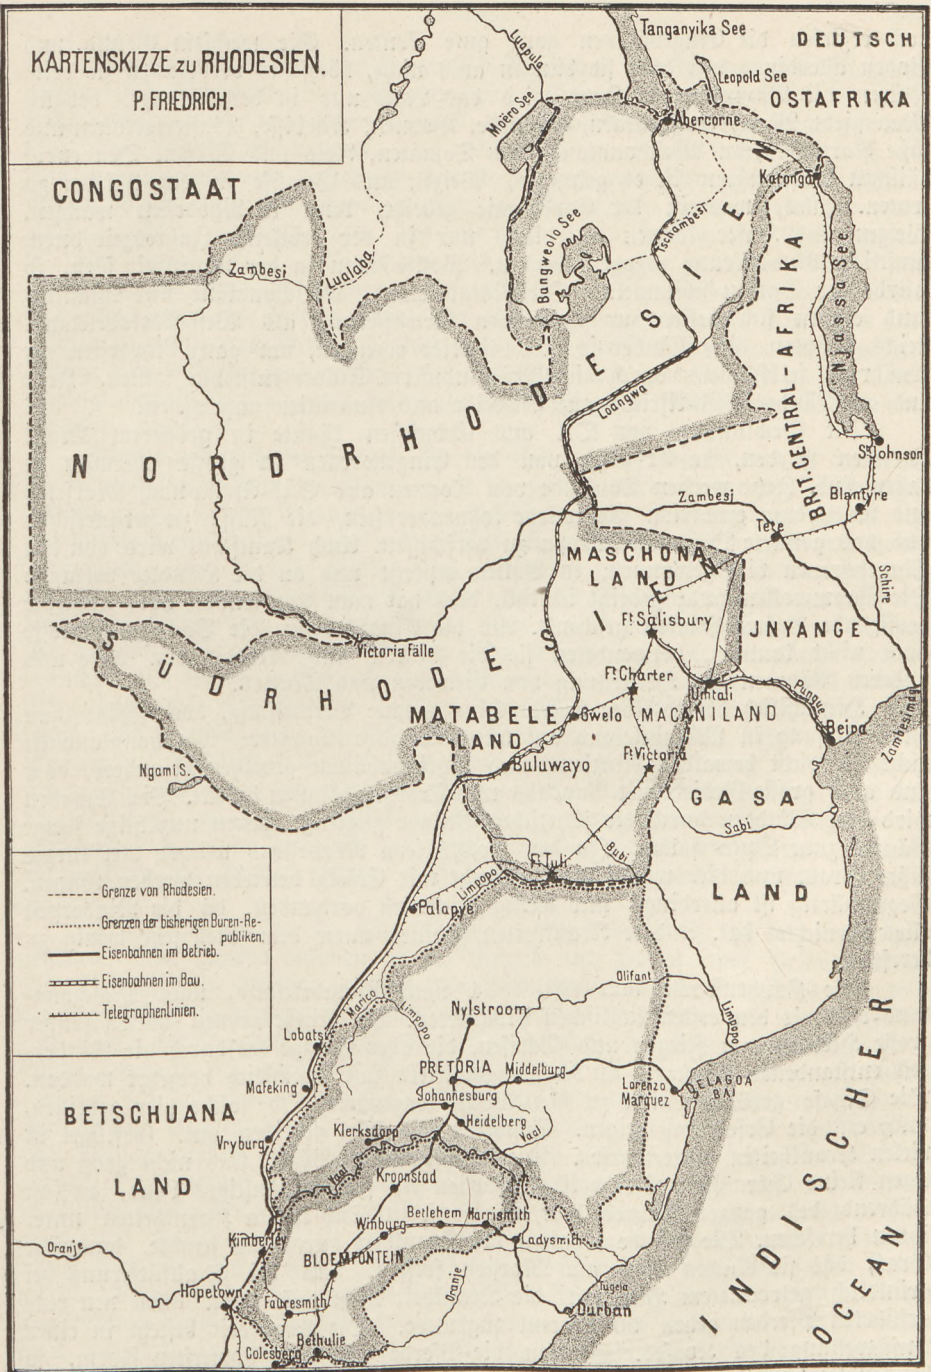 KARTENSKIZZE ZU RHODESIEN.
P. FRIEDRICH.
Tanganyika See
DEUTSCH
OSTAFRIKA
Leopold See
Luapula
Moëro See
Abercorne
Karonga
CONGOSTAAT
Zambesi
Lualaba
Bangweolo See
Tschambesi
Njassa See
BRIT. CENTRAL-AFRIKA
NORDRHODESIEN
Loangwa
St Johnson
Blantyre
Zambesi
Tete
Schire
MASCHONA
LAND
Ft Salisbury
JNYANGE
SÜDRHODESIEN
Victoria Fälle
Ft Charter
Umtali
Pungue
Zambesimdg
MATABELE
LAND
Gwelo
MACANILAND
Beira
Ngami S.
Buluwayo
Ft Victoria
GASA
LAND
Sabi
Bubi
Ft Tuli
Limpopo
Palapye
Grenze von Rhodesien.
Grenzen der bisherigen Buren-Re-
publiken.
Eisenbahnen im Betrieb.
Eisenbahnen im Bau.
Telegraphenlinien.
Olifant
Marico
Limpopo
Limpopo
Nylstroom
Lobatsi
PRETORIA
Middelburg
Lorenzo
Marquez
DELAGOA
BAI
Mafeking
Johannesburg
Heidelberg
BETSCHUANA
LAND
Vryburg
Klerksdorp
Vaal
Vaal
Kroonstad
Winburg
Betlehem
Harrismith
Ladysmith
Oranje
Kimberley
BLOEMFONTEIN
Oranje
Tugela
Hopetown
Fauresmith
Durban
Bethulie
Colesberg
INDISCHER
OCEAN